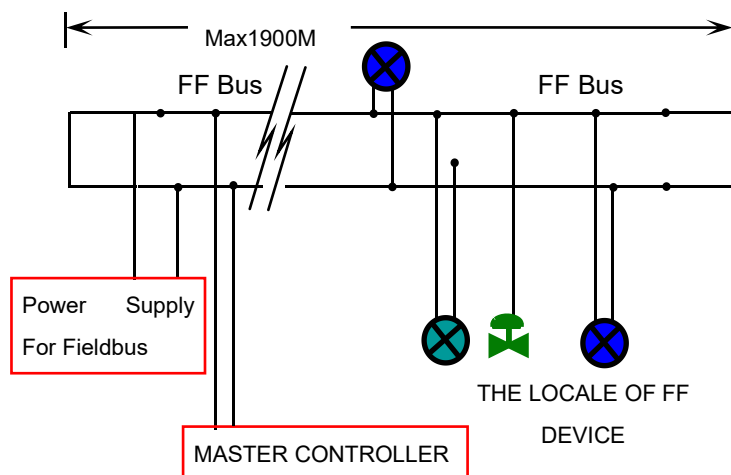 Max1900M
FF Bus
FF Bus
Power Supply
For Fieldbus
THE LOCALE OF FF
DEVICE
MASTER CONTROLLER